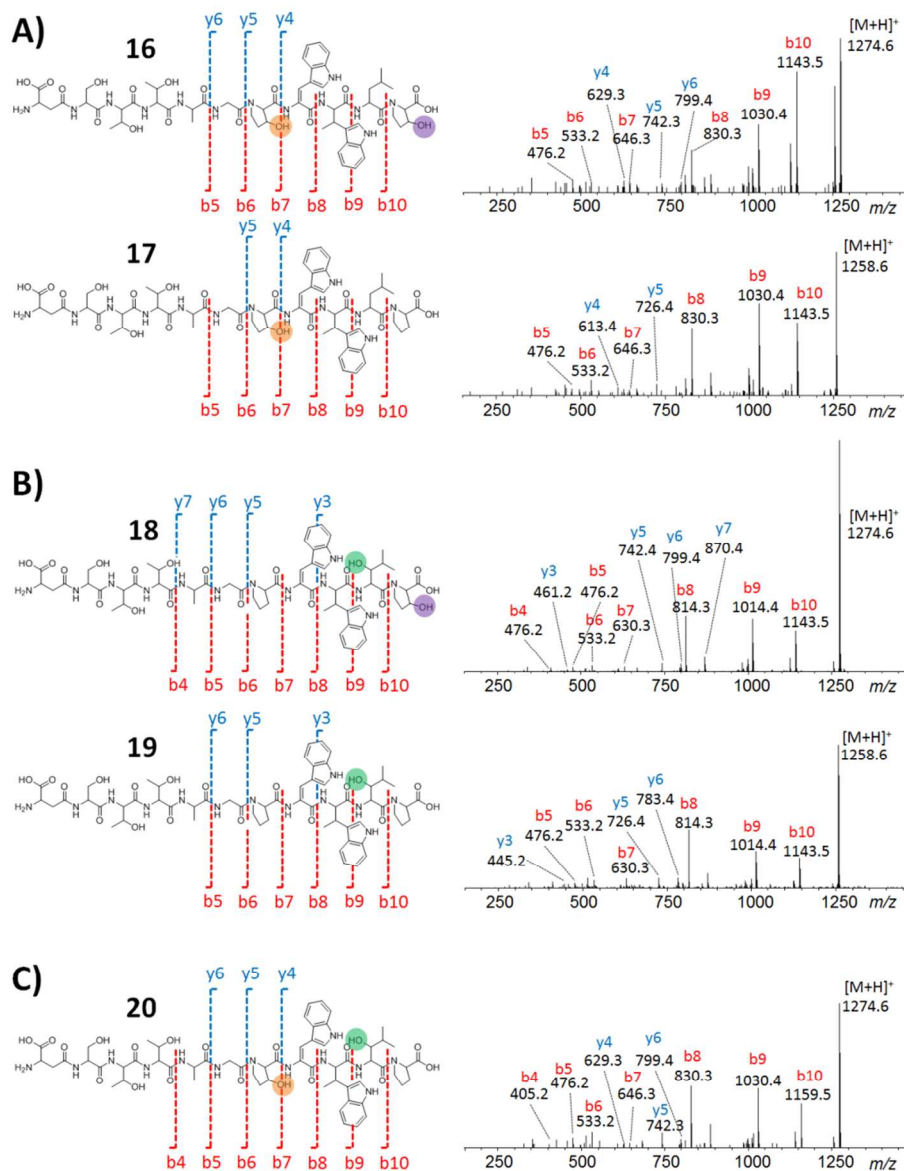 A)
16
y6 y5 y4
b5 b6 b7 b8 b9 b10
[M+H]⁺
1274.6
b10
1143.5
y4
629.3
y6
799.4
b9
1030.4
b6
533.2
b7
646.3
y5
742.3
b8
830.3
b5
476.2
250 500 750 1000 1250
m/z
17
y5 y4
b5 b6 b7 b8 b9 b10
[M+H]⁺
1258.6
b9
1030.4
b10
1143.5
b8
830.3
y5
726.4
y4
613.4
b7
646.3
b5
476.2
b6
533.2
250 500 750 1000 1250
m/z
B)
18
y7 y6 y5 y3
b4 b5 b6 b7 b8 b9 b10
[M+H]⁺
1274.6
y5
742.4
y6
799.4
y7
870.4
y3
461.2
b5
476.2
b4
476.2
b6
533.2
b7
630.3
b8
814.3
b9
1014.4
b10
1143.5
250 500 750 1000 1250
m/z
19
y6 y5 y3
b5 b6 b7 b8 b9 b10
[M+H]⁺
1258.6
y6
783.4
b8
814.3
b5
476.2
b6
533.2
y5
726.4
y3
445.2
b7
630.3
b9
1014.4
b10
1143.5
250 500 750 1000 1250
m/z
C)
20
y6 y5 y4
b4 b5 b6 b7 b8 b9 b10
[M+H]⁺
1274.6
y4
629.3
y6
799.4
b8
830.3
b9
1030.4
b10
1159.5
b4
405.2
b5
476.2
b6
533.2
b7
646.3
y5
742.3
250 500 750 1000 1250
m/z